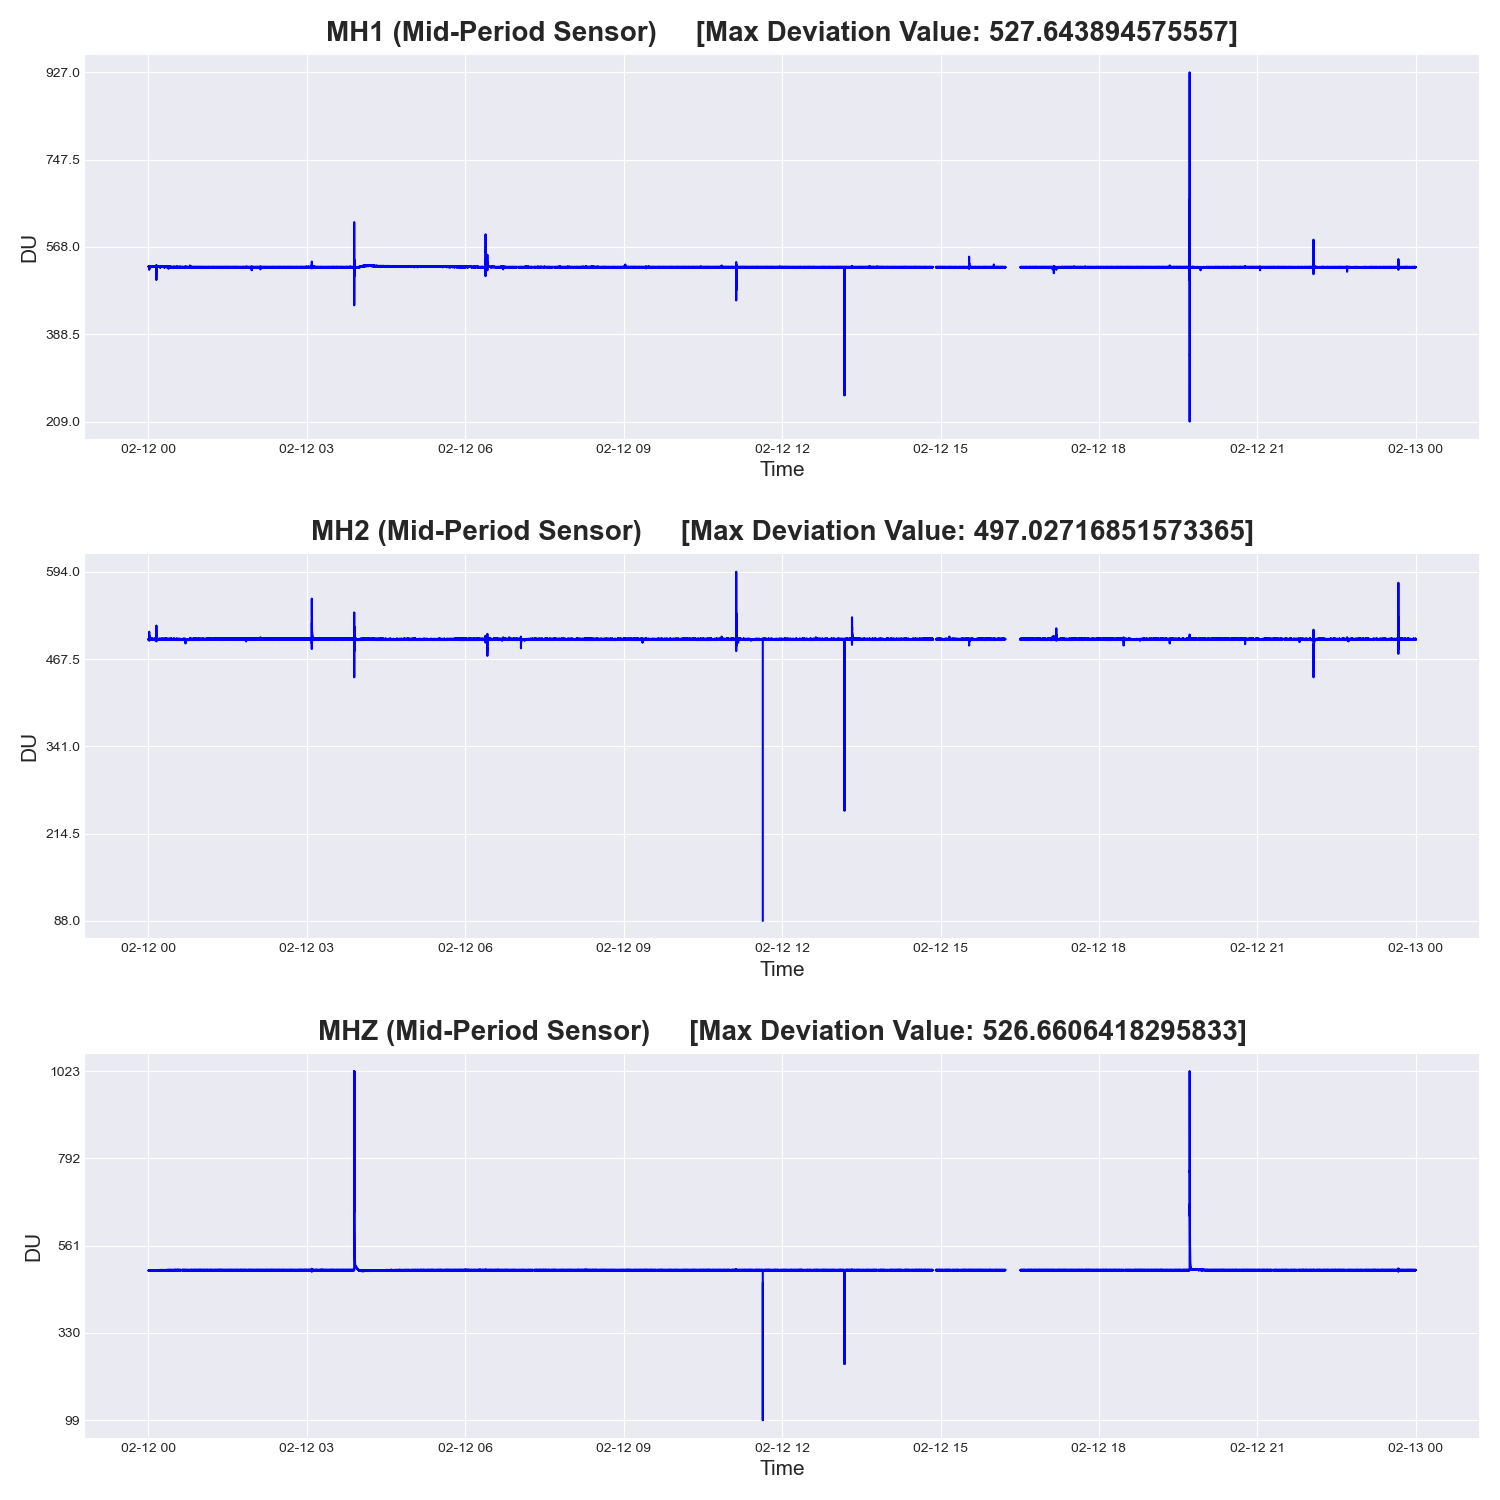 MH1 (Mid-Period Sensor) [Max Deviation Value: 527.643894575557]
927.0
747.5
568.0
388.5
209.0
DU
02-12 00 02-12 03 02-12 06 02-12 09 02-12 12 02-12 15 02-12 18 02-12 21 02-13 00
Time
MH2 (Mid-Period Sensor) [Max Deviation Value: 497.02716851573365]
594.0
467.5
341.0
214.5
88.0
DU
02-12 00 02-12 03 02-12 06 02-12 09 02-12 12 02-12 15 02-12 18 02-12 21 02-13 00
Time
MHZ (Mid-Period Sensor) [Max Deviation Value: 526.6606418295833]
1023
792
561
330
99
DU
02-12 00 02-12 03 02-12 06 02-12 09 02-12 12 02-12 15 02-12 18 02-12 21 02-13 00
Time